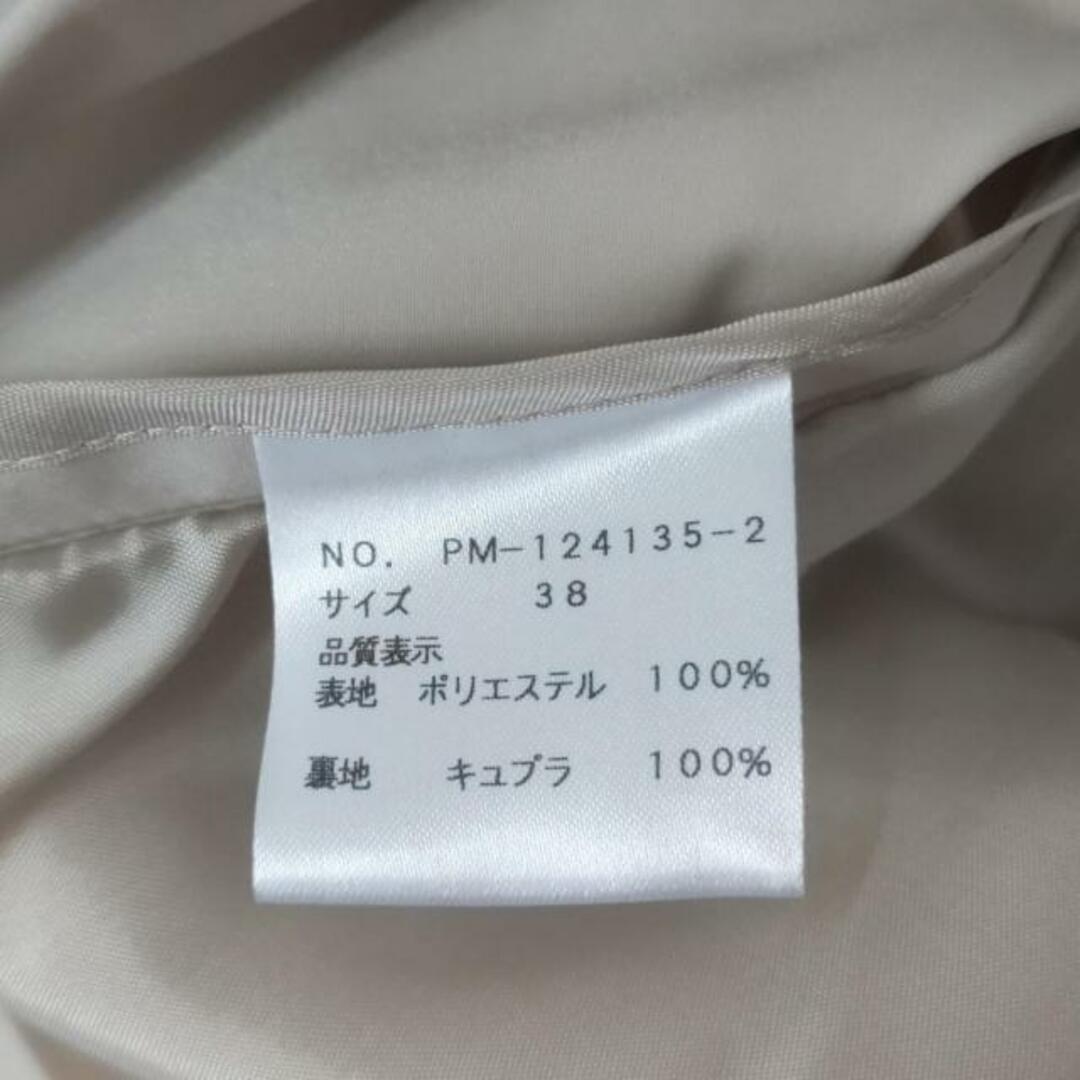 NO. PM-124135-2
サイズ 38
品質表示
表地 ポリエステル 100%
裏地 キュプラ 100%